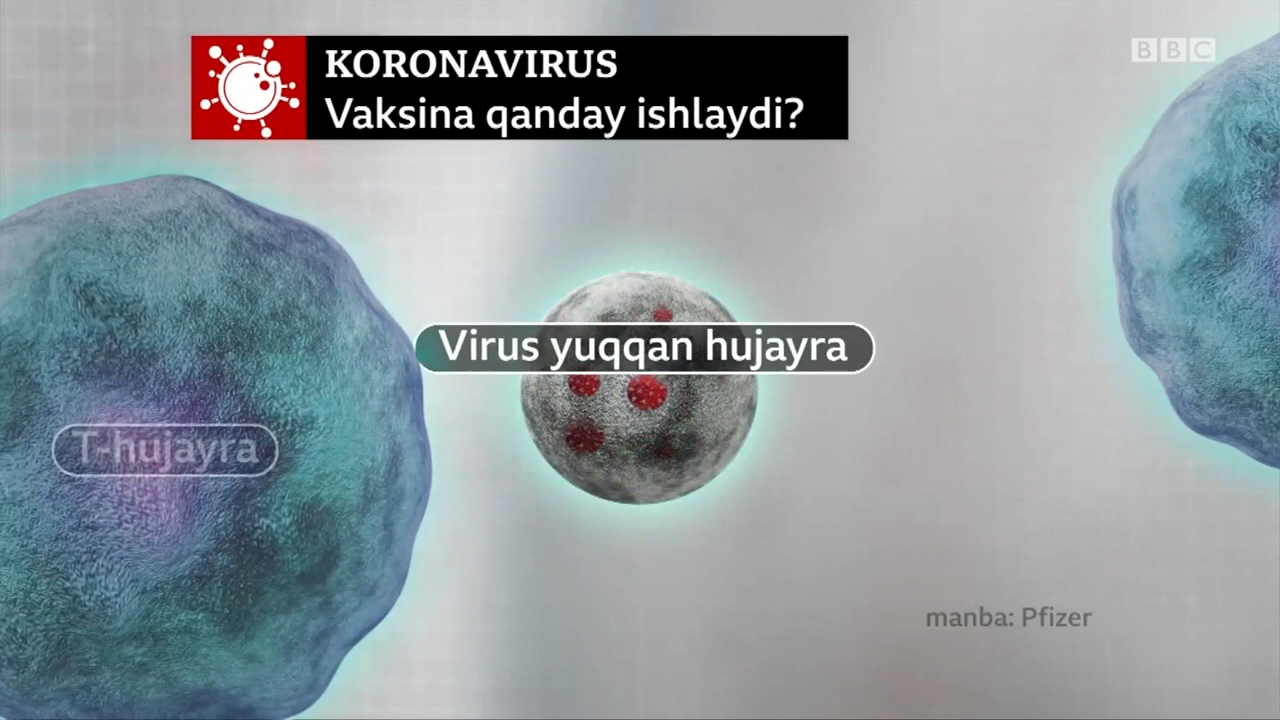 KORONAVIRUS
Vaksina qanday ishlaydi?
BBC
Virus yuqqan hujayra
T-hujayra
manba: Pfizer